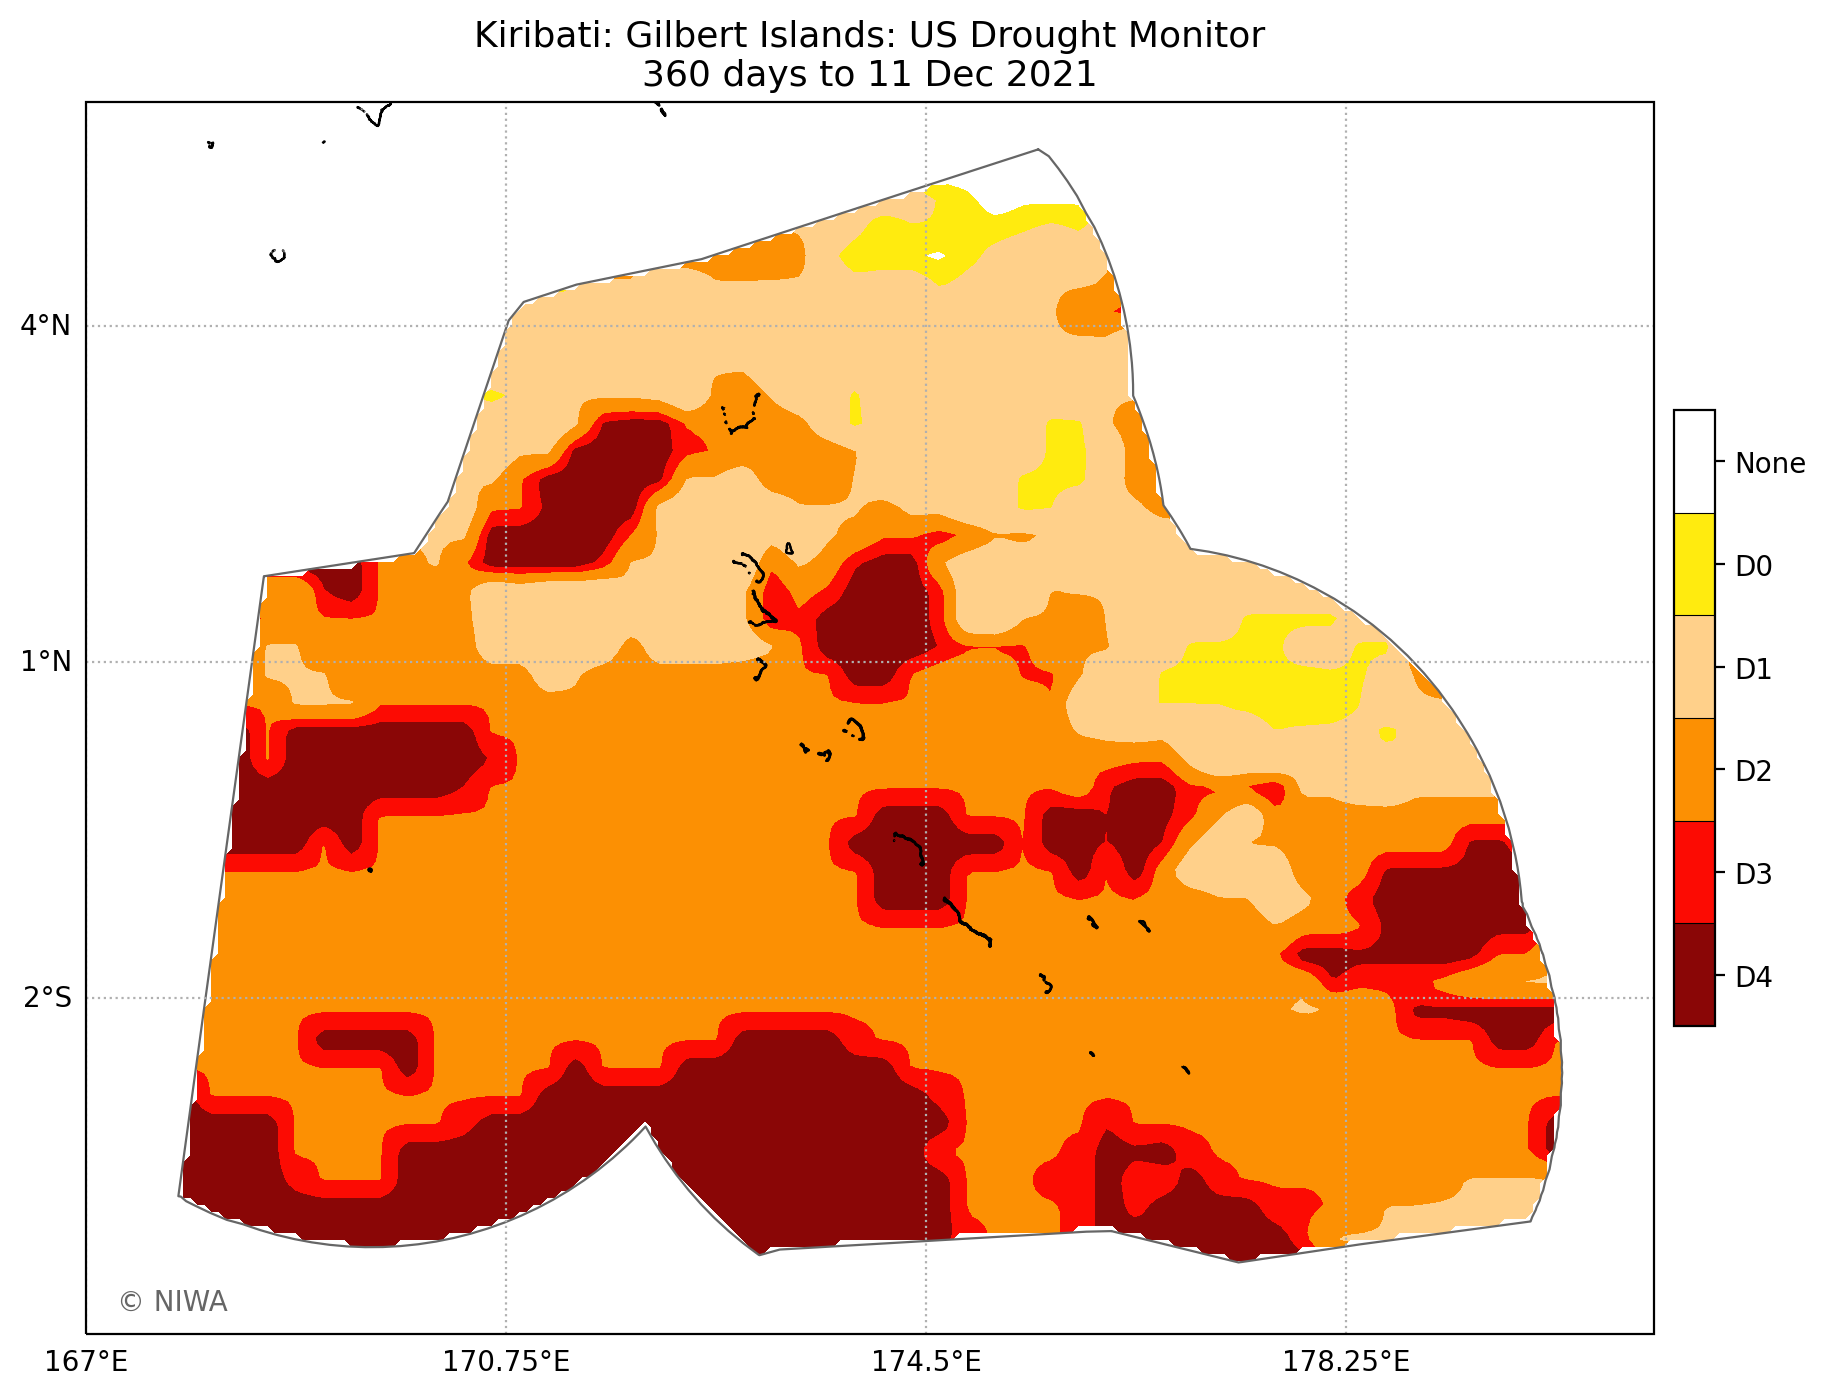 Kiribati: Gilbert Islands: US Drought Monitor
360 days to 11 Dec 2021
4°N
1°N
2°S
167°E
170.75°E
174.5°E
178.25°E
None
D0
D1
D2
D3
D4
© NIWA